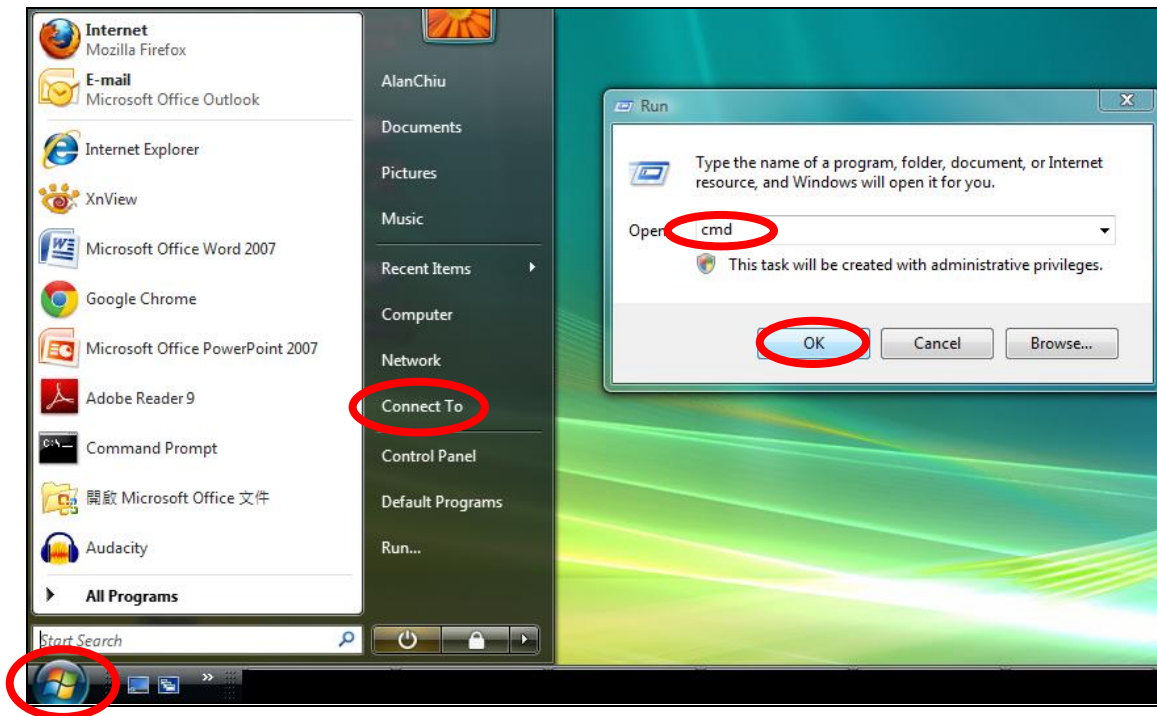 Internet
Mozilla Firefox
E-mail
Microsoft Office Outlook
Internet Explorer
XnView
Microsoft Office Word 2007
Google Chrome
Microsoft Office PowerPoint 2007
Adobe Reader 9
Command Prompt
開啟 Microsoft Office 文件
Audacity
All Programs
Start Search
AlanChiu
Documents
Pictures
Music
Recent Items
Computer
Network
Connect To
Control Panel
Default Programs
Run...
Run
Type the name of a program, folder, document, or Internet
resource, and Windows will open it for you.
Open cmd
This task will be created with administrative privileges.
OK Cancel Browse...